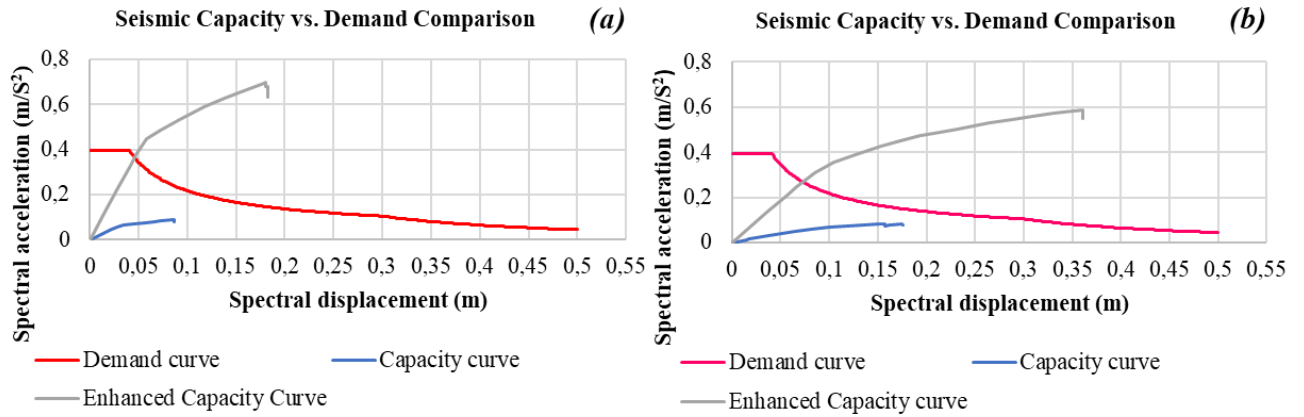 Seismic Capacity vs. Demand Comparison (a)
Spectral acceleration (m/S²)
0,8
0,6
0,4
0,2
0
0 0,05 0,1 0,15 0,2 0,25 0,3 0,35 0,4 0,45 0,5 0,55
Spectral displacement (m)
Demand curve Capacity curve
Enhanced Capacity Curve
Seismic Capacity vs. Demand Comparison (b)
Spectral acceleration (m/S²)
0,8
0,6
0,4
0,2
0
0 0,05 0,1 0,15 0,2 0,25 0,3 0,35 0,4 0,45 0,5 0,55
Spectral displacement (m)
Demand curve Capacity curve
Enhanced Capacity curve